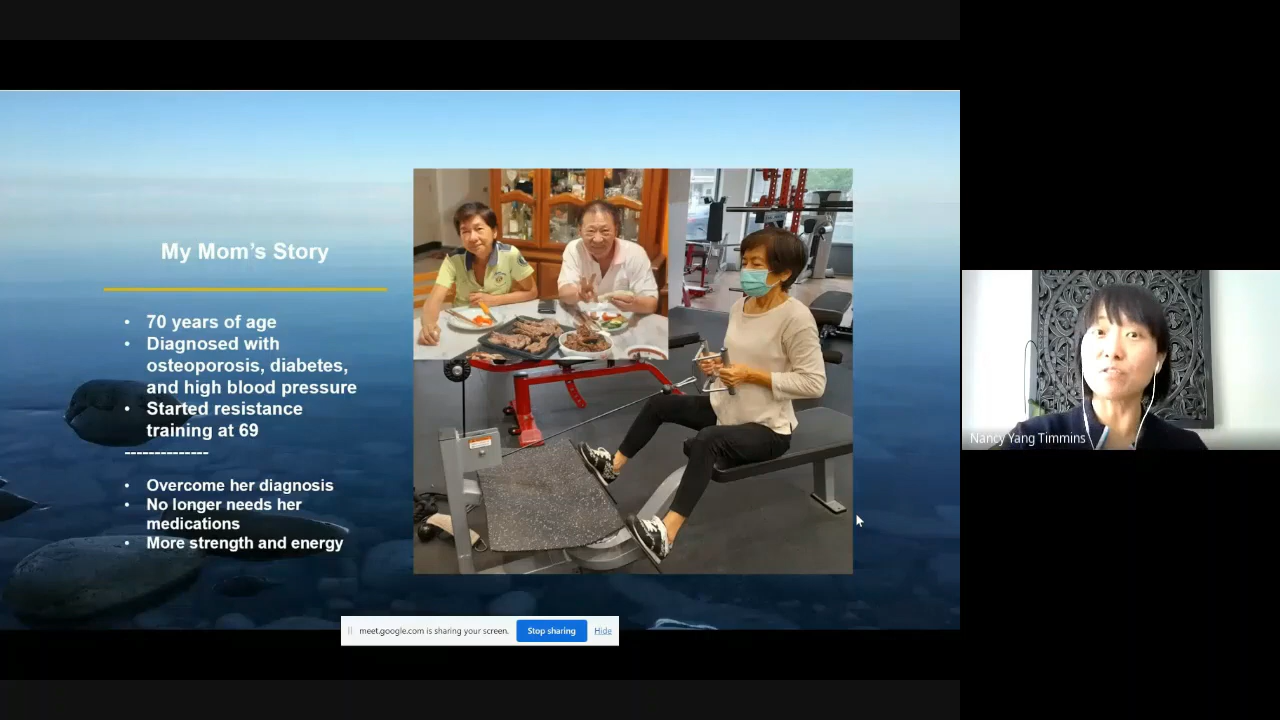 My Mom's Story
• 70 years of age
• Diagnosed with
osteoporosis, diabetes,
and high blood pressure
• Started resistance
training at 69
--------------
• Overcome her diagnosis
• No longer needs her
medications
• More strength and energy
Nancy Yang Timmins
meet.google.com is sharing your screen.
Stop sharing
Hide